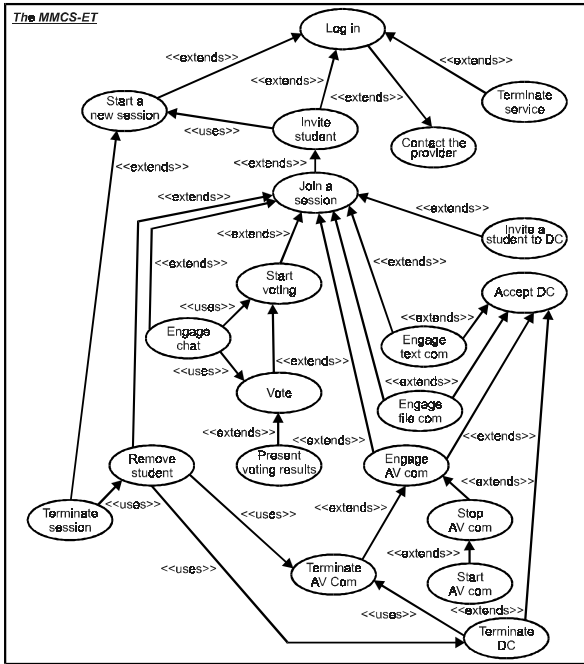 The MMCS-ET
Log in
<<extends>>
<<extends>>
<<extends>>
<<extends>>
Start a
new session
Terminate
service
<<uses>>
Invite
student
Contact the
provider
<<extends>>
<<extends>>
<<extends>>
Join a
session
<<extends>>
Invite a
student to DC
<<extends>>
<<extends>>
<<extends>>
Start
voting
Accept DC
<<uses>>
<<extends>>
Engage
chat
Engage
text com
<<uses>>
<<extends>>
<<extends>>
Vote
Engage
file com
<<extends>>
<<extends>>
<<extends>>
Remove
student
Present
voting results
Engage
AV com
<<uses>>
<<uses>>
<<extends>>
Terminate
session
Stop
AV com
<<extends>>
Terminate
AV Com
<<uses>>
Start
AV com
<<uses>>
<<extends>>
Terminate
DC